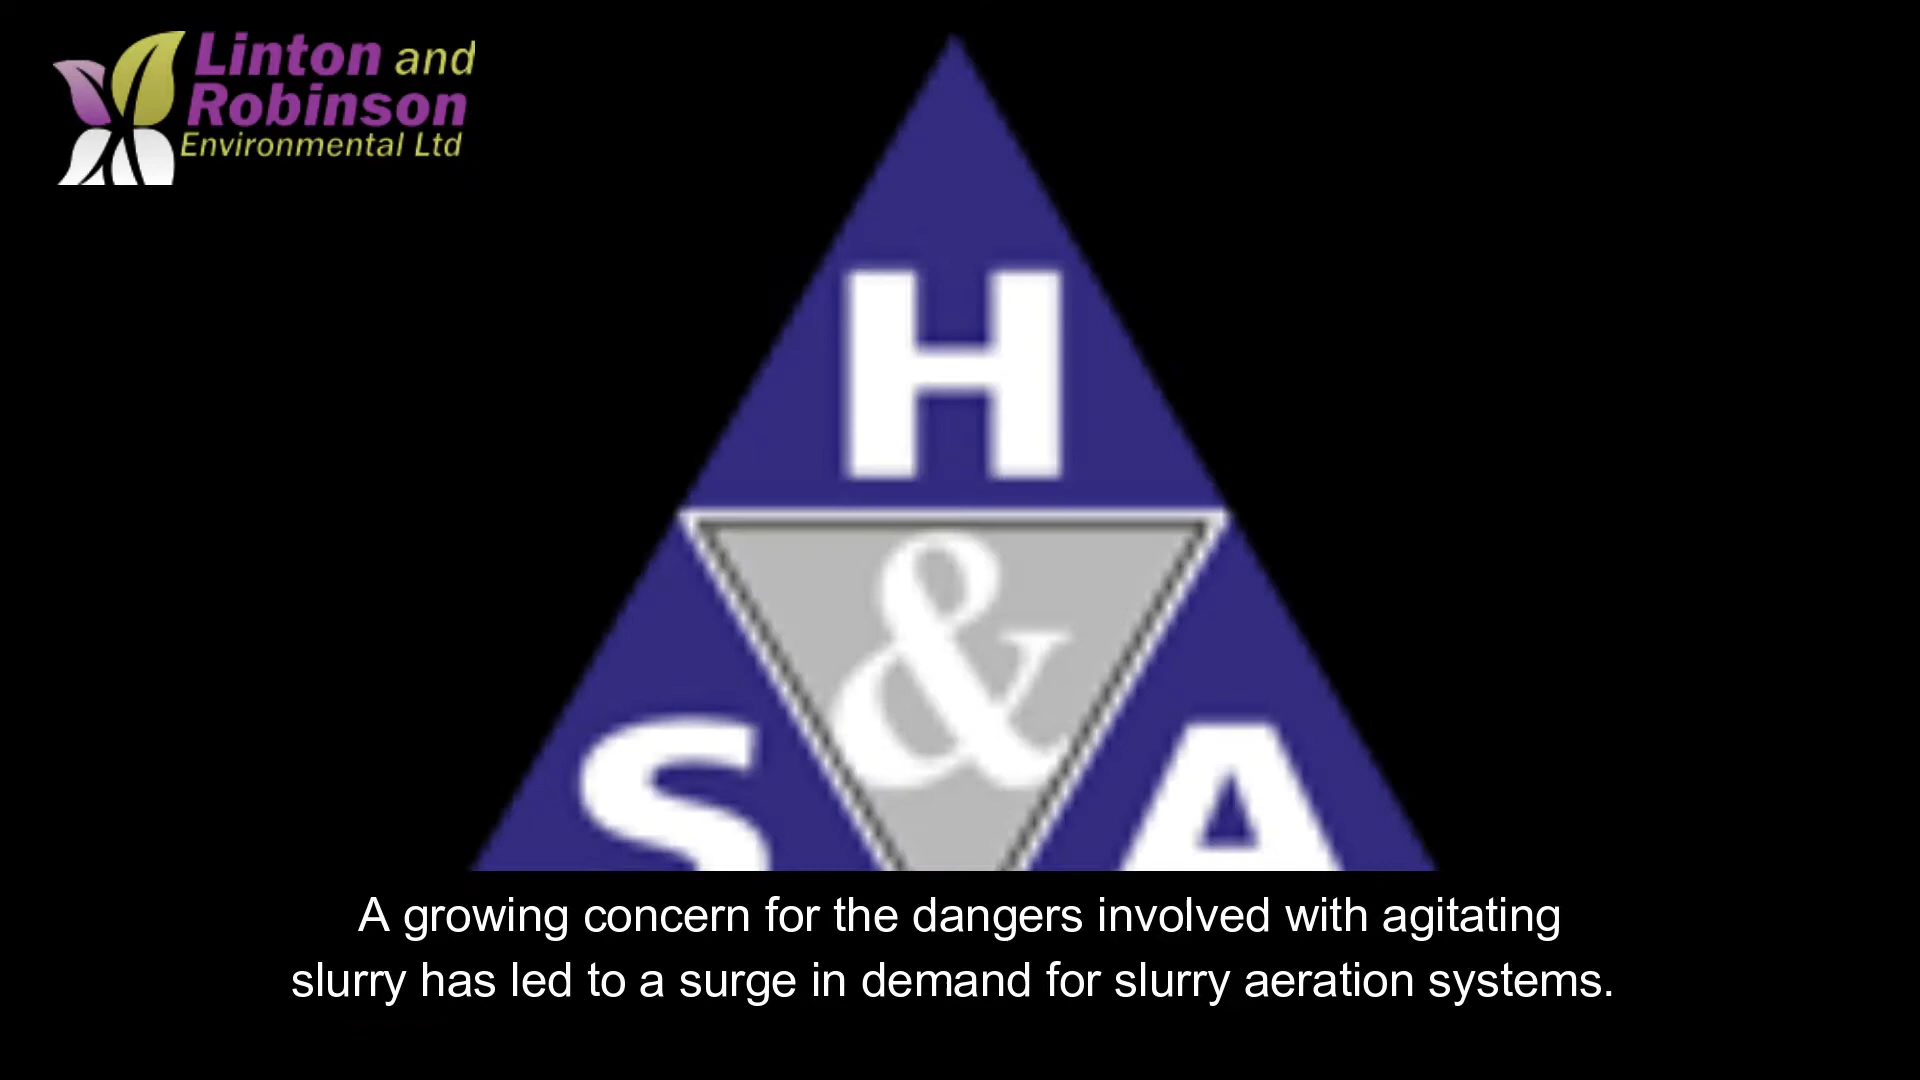 Linton and
Robinson
Environmental Ltd
H
&
S A
A growing concern for the dangers involved with agitating
slurry has led to a surge in demand for slurry aeration systems.